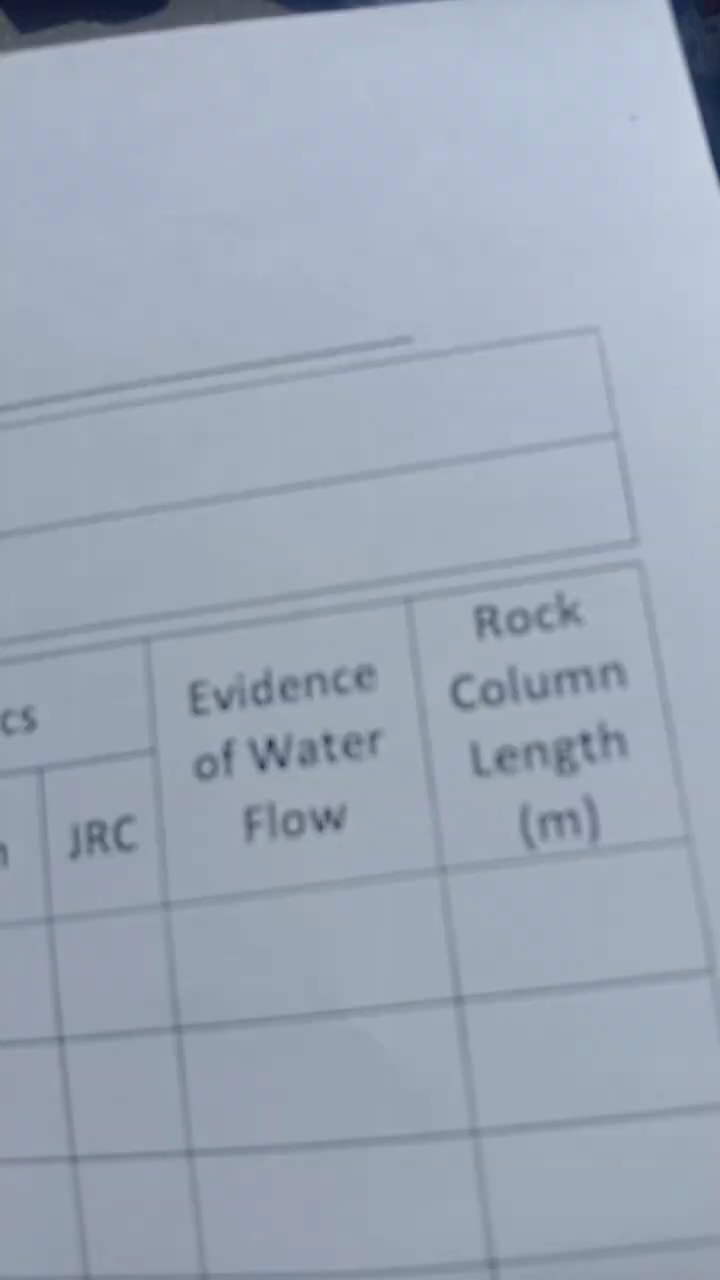 cs
JRC
Evidence
of Water
Flow
Rock
Column
Length
(m)